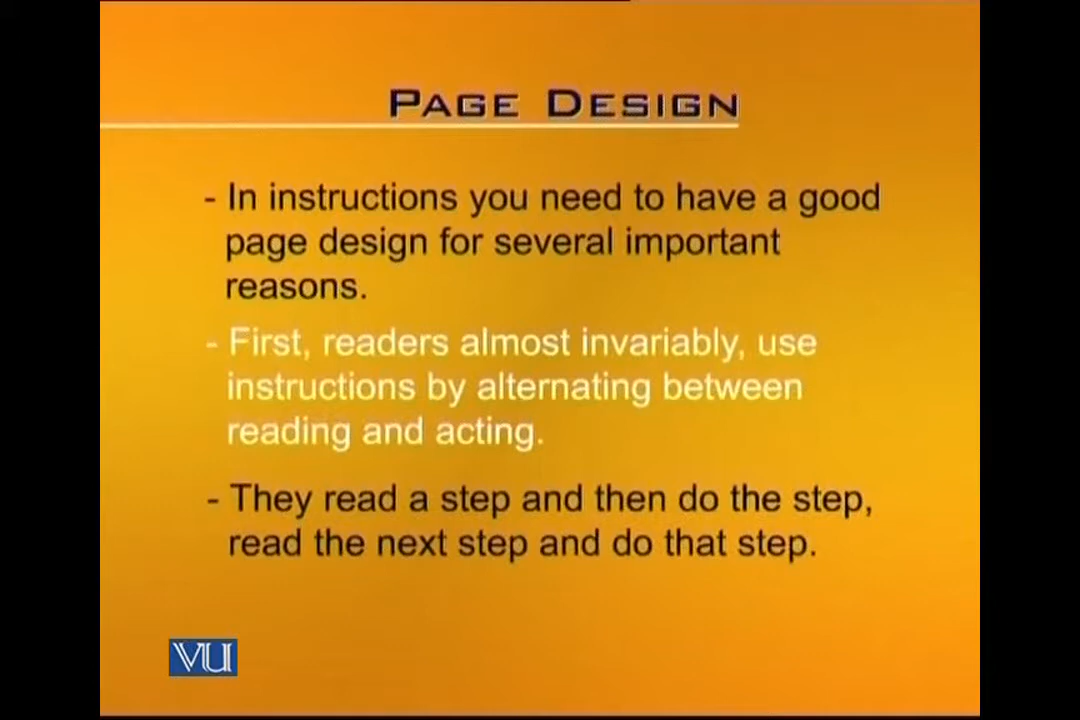 PAGE DESIGN
- In instructions you need to have a good
page design for several important
reasons.
- First, readers almost invariably, use
instructions by alternating between
reading and acting.
- They read a step and then do the step,
read the next step and do that step.
VU